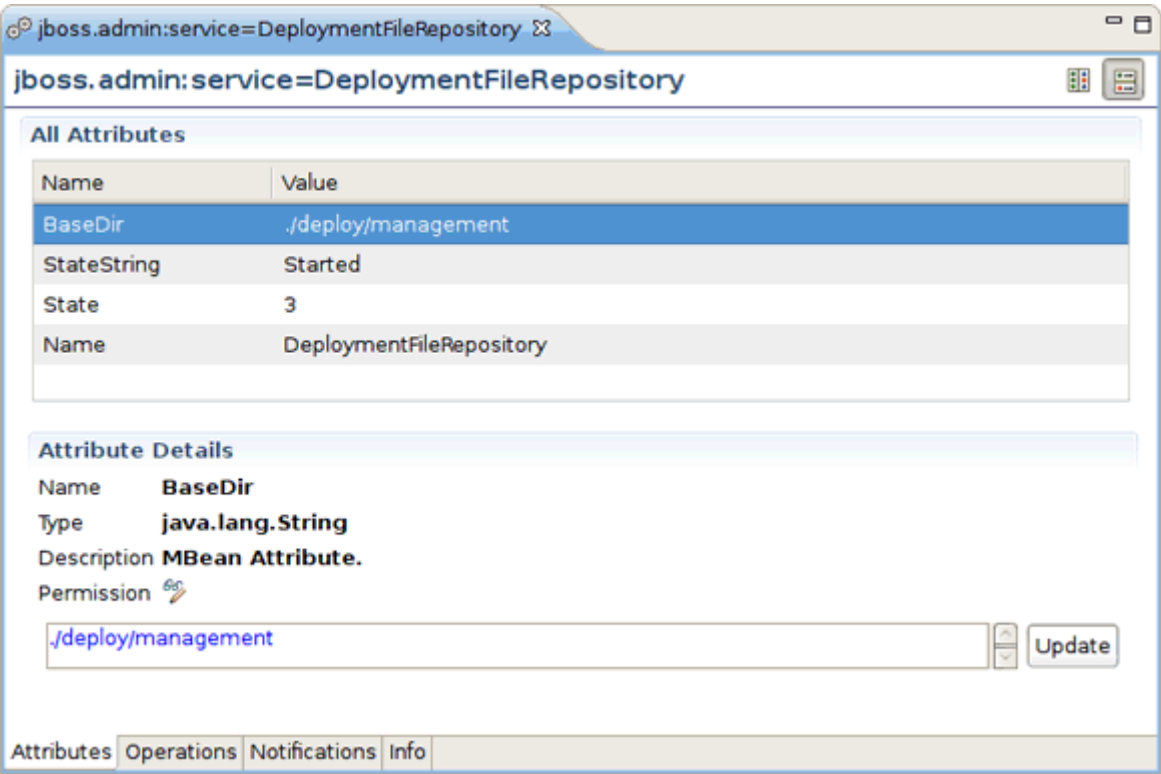 jboss.admin:service=DeploymentFileRepository
jboss.admin:service=DeploymentFileRepository
All Attributes
Name Value
BaseDir ./deploy/management
StateString Started
State 3
Name DeploymentFileRepository
Attribute Details
Name BaseDir
Type java.lang.String
Description MBean Attribute.
Permission
./deploy/management Update
Attributes Operations Notifications Info